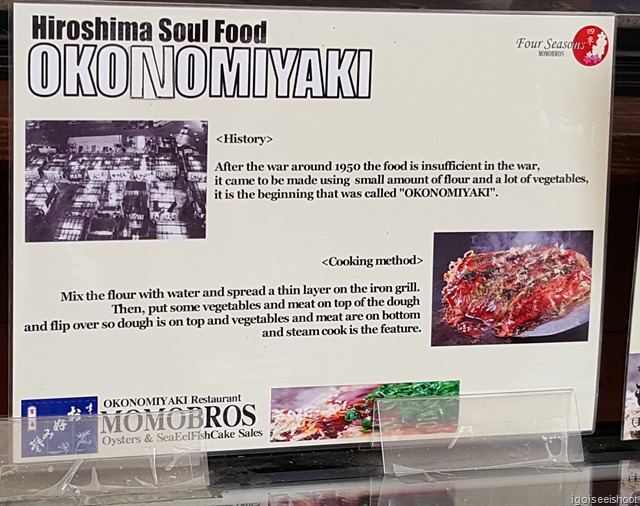 Hiroshima Soul Food
OKONOMIYAKI
Four Seasons
MOMOBROS
四季
<History>
After the war around 1950 the food is insufficient in the war,
it came to be made using small amount of flour and a lot of vegetables,
it is the beginning that was called "OKONOMIYAKI".
<Cooking method>
Mix the flour with water and spread a thin layer on the iron grill.
Then, put some vegetables and meat on top of the dough
and flip over so dough is on top and vegetables and meat are on bottom
and steam cook is the feature.
OKONOMIYAKI Restaurant
MOMOBROS
Oysters & SeaEelFishCake Sales
igoiseeishoot